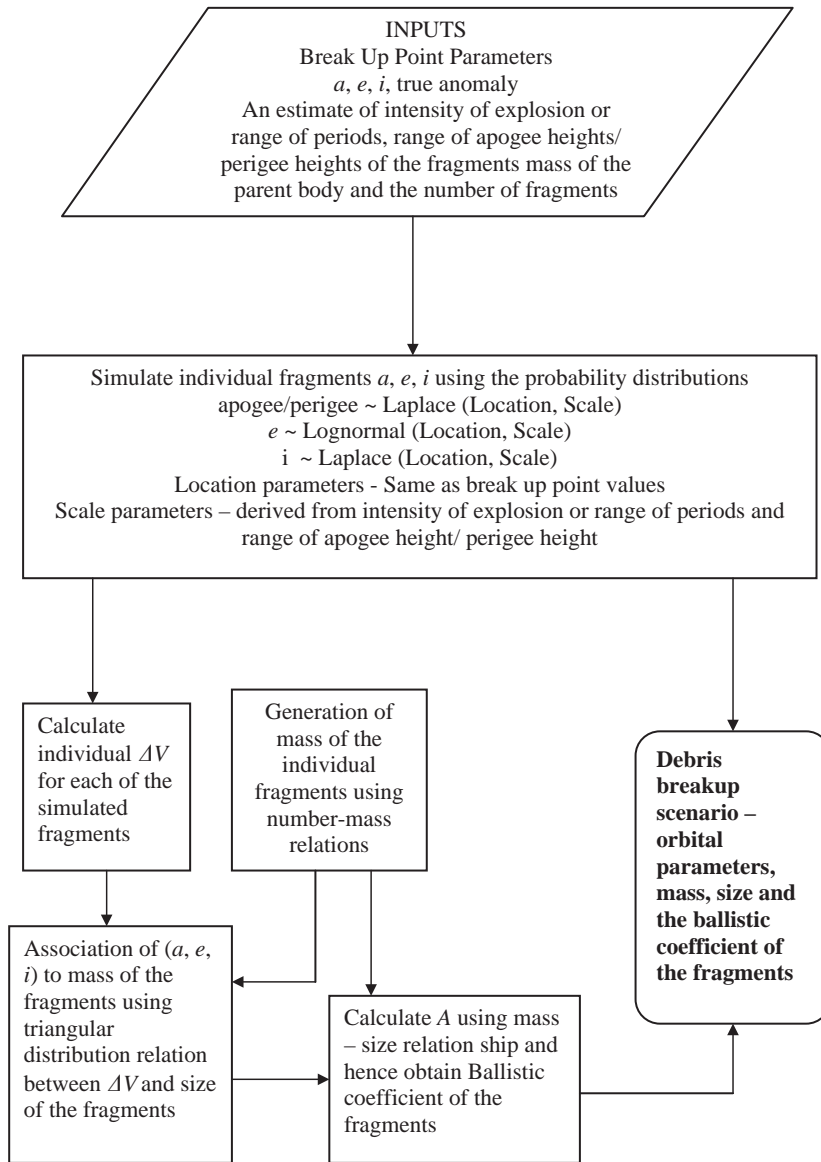 INPUTS
Break Up Point Parameters
a, e, i, true anomaly
An estimate of intensity of explosion or
range of periods, range of apogee heights/
perigee heights of the fragments mass of the
parent body and the number of fragments
Simulate individual fragments a, e, i using the probability distributions
apogee/perigee ~ Laplace (Location, Scale)
e ~ Lognormal (Location, Scale)
i ~ Laplace (Location, Scale)
Location parameters - Same as break up point values
Scale parameters – derived from intensity of explosion or range of periods and
range of apogee height/ perigee height
Calculate
individual ΔV
for each of the
simulated
fragments
Generation of
mass of the
individual
fragments using
number-mass
relations
Debris
breakup
scenario –
orbital
parameters,
mass, size and
the ballistic
coefficient of
the fragments
Association of (a, e,
i) to mass of the
fragments using
triangular
distribution relation
between ΔV and size
of the fragments
Calculate A using mass
– size relation ship and
hence obtain Ballistic
coefficient of the
fragments